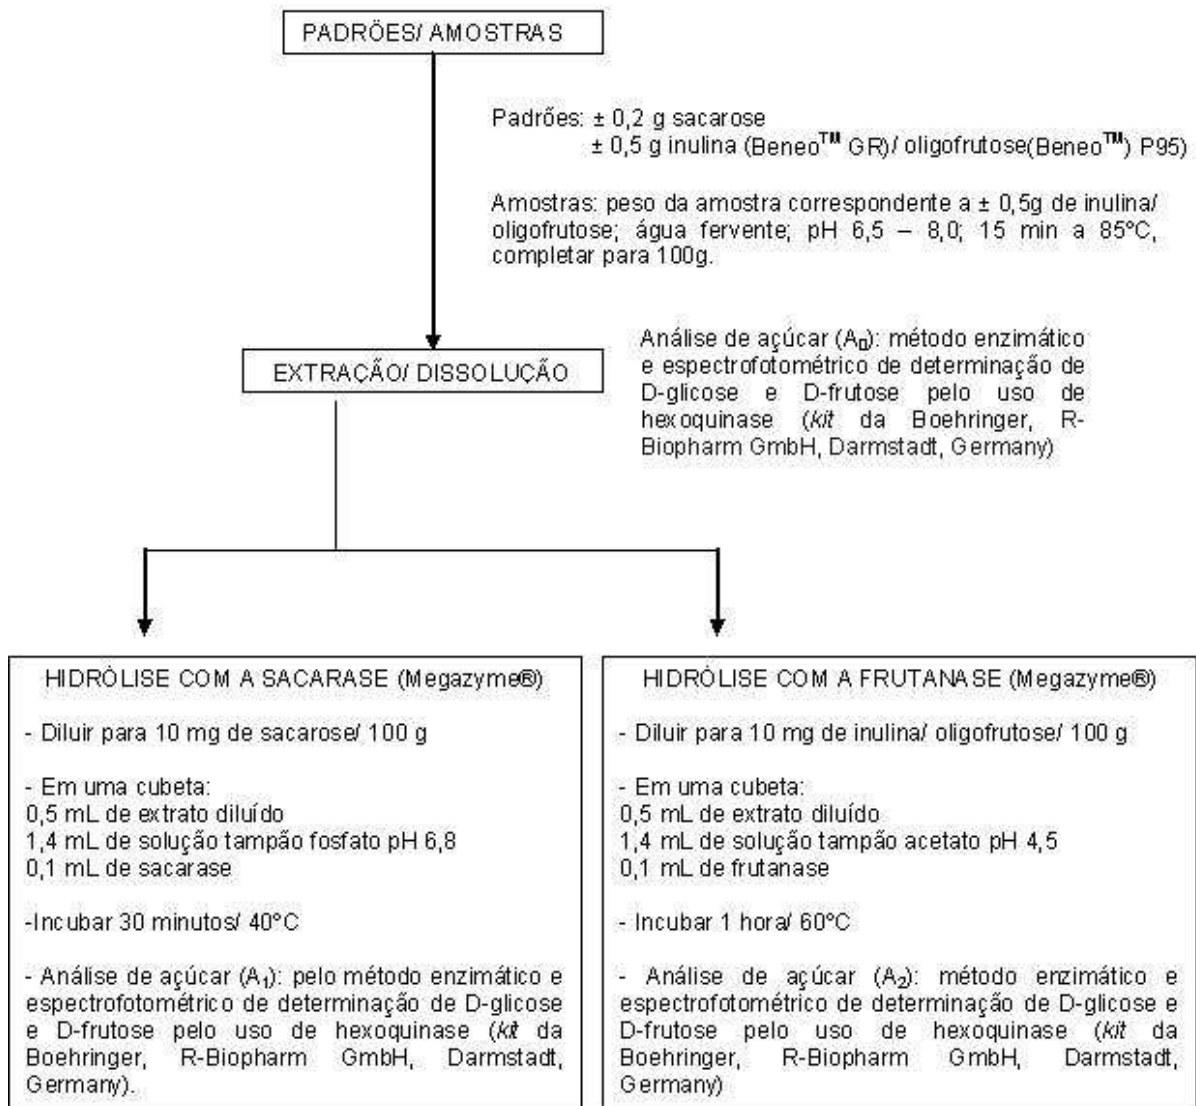 PADRÕES/ AMOSTRAS
Padrões: ± 0,2 g sacarose
± 0,5 g inulina (Beneo™ GR)/ oligofrutose(Beneo™) P95)
Amostras: peso da amostra correspondente a ± 0,5g de inulina/
oligofrutose; água fervente; pH 6,5 – 8,0; 15 min a 85°C,
completar para 100g.
EXTRAÇÃO/ DISSOLUÇÃO
Análise de açúcar (A₀): método enzimático
e espectrofotométrico de determinação de
D-glicose e D-frutose pelo uso de
hexoquinase (kit da Boehringer, R-
Biopharm GmbH, Darmstadt, Germany)
HIDRÓLISE COM A SACARASE (Megazyme®)
- Diluir para 10 mg de sacarose/ 100 g
- Em uma cubeta:
0,5 mL de extrato diluído
1,4 mL de solução tampão fosfato pH 6,8
0,1 mL de sacarase
-Incubar 30 minutos/ 40°C
- Análise de açúcar (A₁): pelo método enzimático e
espectrofotométrico de determinação de D-glicose
e D-frutose pelo uso de hexoquinase (kit da
Boehringer, R-Biopharm GmbH, Darmstadt,
Germany).
HIDRÓLISE COM A FRUTANASE (Megazyme®)
- Diluir para 10 mg de inulina/ oligofrutose/ 100 g
- Em uma cubeta:
0,5 mL de extrato diluído
1,4 mL de solução tampão acetato pH 4,5
0,1 mL de frutanase
- Incubar 1 hora/ 60°C
- Análise de açúcar (A₂): método enzimático e
espectrofotométrico de determinação de D-glicose e
D-frutose pelo uso de hexoquinase (kit da
Boehringer, R-Biopharm GmbH, Darmstadt,
Germany)